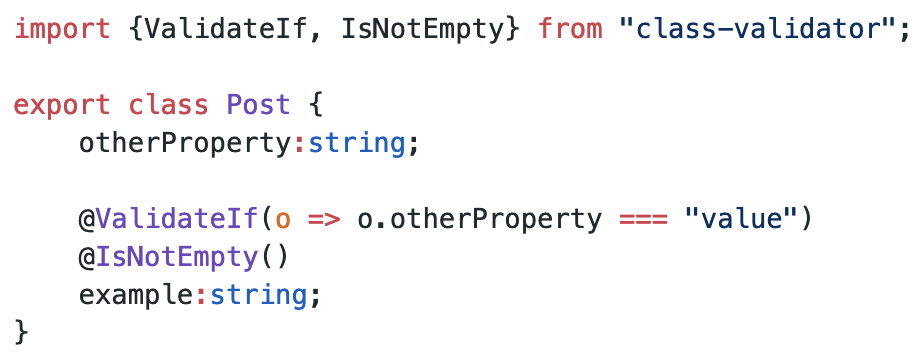 import {ValidateIf, IsNotEmpty} from "class-validator";

export class Post {
    otherProperty:string;

    @ValidateIf(o => o.otherProperty === "value")
    @IsNotEmpty()
    example:string;
}